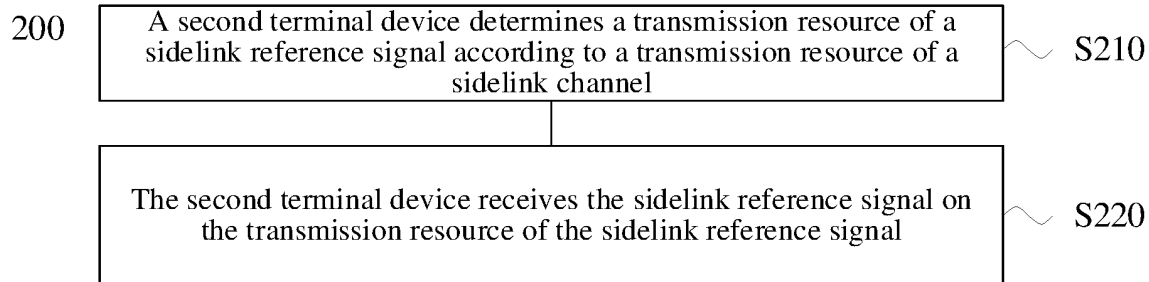 200
A second terminal device determines a transmission resource of a
sidelink reference signal according to a transmission resource of a
sidelink channel
S210
The second terminal device receives the sidelink reference signal on
the transmission resource of the sidelink reference signal
S220